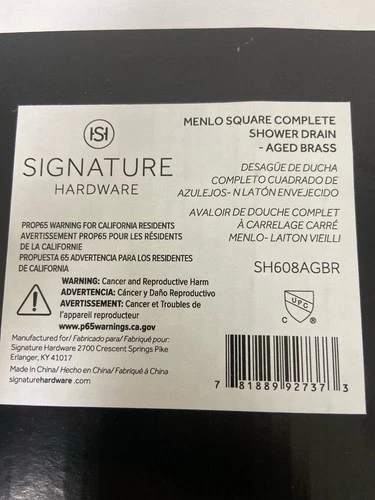 SH
SIGNATURE
HARDWARE
MENLO SQUARE COMPLETE
SHOWER DRAIN
- AGED BRASS
DESAGÜE DE DUCHA
COMPLETO CUADRADO DE
AZULEJOS- N LATÓN ENVEJECIDO
AVALOIR DE DOUCHE COMPLET
À CARRELAGE CARRÉ
MENLO- LAITON VIEILLI
SH608AGBR
PROP65 WARNING FOR CALIFORNIA RESIDENTS
AVERTISSEMENT PROP65 POUR LES RÉSIDENTS
DE LA CALIFORNIE
PROPUESTA 65 ADVERTENCIA PARA LOS RESIDENTES
DE CALIFORNIA
WARNING: Cancer and Reproductive Harm
ADVERTENCIA: Cáncer y Daño Reproductivo
AVERTISSEMENT: Cancer et Troubles de
l'appareil reproducteur
www.p65warnings.ca.gov
UPC
C ®
Manufactured for/ Fabricado para/ Fabriqué pour:
Signature Hardware 2700 Crescent Springs Pike
Erlanger, KY 41017
Made in China/ Hecho en China/ Fabriqué á China
signaturehardware .com
7 81889 92737 3